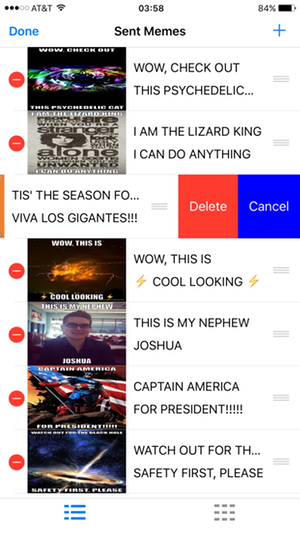 AT&T 03:58 84%
Done Sent Memes +
WOW, CHECK OUT
THIS PSYCHEDELIC CAT
WOW, CHECK OUT
THIS PSYCHEDELIC...
I AM THE LIZARD KING
I CAN DO ANYTHING
I AM THE LIZARD KING
I CAN DO ANYTHING
TIS' THE SEASON FO...
VIVA LOS GIGANTES!!!
Delete
Cancel
WOW, THIS IS
⚡ COOL LOOKING ⚡
WOW, THIS IS
⚡ COOL LOOKING ⚡
THIS IS MY NEPHEW
JOSHUA
THIS IS MY NEPHEW
JOSHUA
CAPTAIN AMERICA
FOR PRESIDENT!!!!!
CAPTAIN AMERICA
FOR PRESIDENT!!!!!
WATCH OUT FOR THE BLACK HOLE
SAFETY FIRST, PLEASE
WATCH OUT FOR TH...
SAFETY FIRST, PLEASE